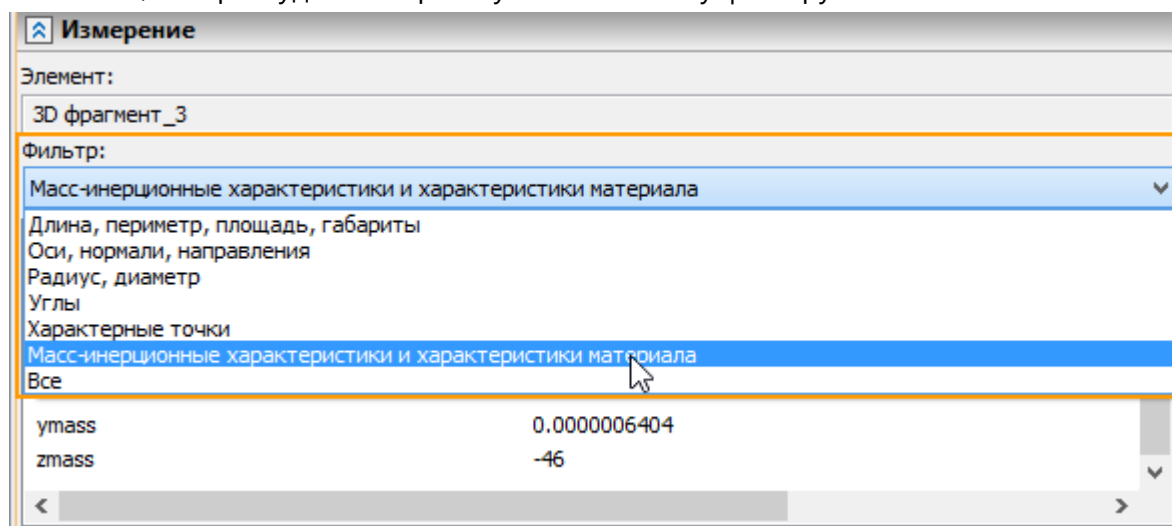 Измерение
Элемент:
3D фрагмент_3
Фильтр:
Масс-инерционные характеристики и характеристики материала
Длина, периметр, площадь, габариты
Оси, нормали, направления
Радиус, диаметр
Углы
Характерные точки
Масс-инерционные характеристики и характеристики материала
Все
ymass 0.0000006404
zmass -46